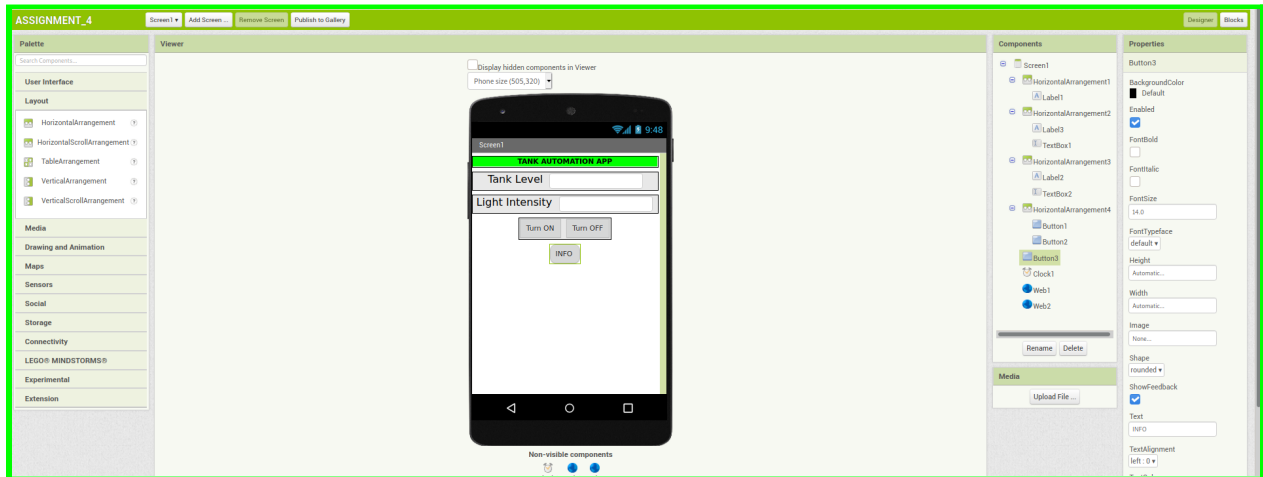 ASSIGNMENT_4
Screen1 ▾ Add Screen ... Remove Screen Publish to Gallery
Designer Blocks
Palette
Search Components...
User Interface
Layout
HorizontalArrangement ?
HorizontalScrollArrangement ?
TableArrangement ?
VerticalArrangement ?
VerticalScrollArrangement ?
Media
Drawing and Animation
Maps
Sensors
Social
Storage
Connectivity
LEGO® MINDSTORMS®
Experimental
Extension
Viewer
Display hidden components in Viewer
Phone size (505,320)
9:48
Screen1
TANK AUTOMATION APP
Tank Level
Light Intensity
Turn ON Turn OFF
INFO
Non-visible components
Components
Screen1
HorizontalArrangement1
A Label1
HorizontalArrangement2
A Label3
TextBox1
HorizontalArrangement3
A Label2
TextBox2
HorizontalArrangement4
Button1
Button2
Button3
Clock1
Web1
Web2
Rename Delete
Media
Upload File ...
Properties
Button3
BackgroundColor
Default
Enabled
FontBold
FontItalic
FontSize
14.0
FontTypeface
default ▾
Height
Automatic...
Width
Automatic...
Image
None...
Shape
rounded ▾
ShowFeedback
Text
INFO
TextAlignment
left : 0 ▾